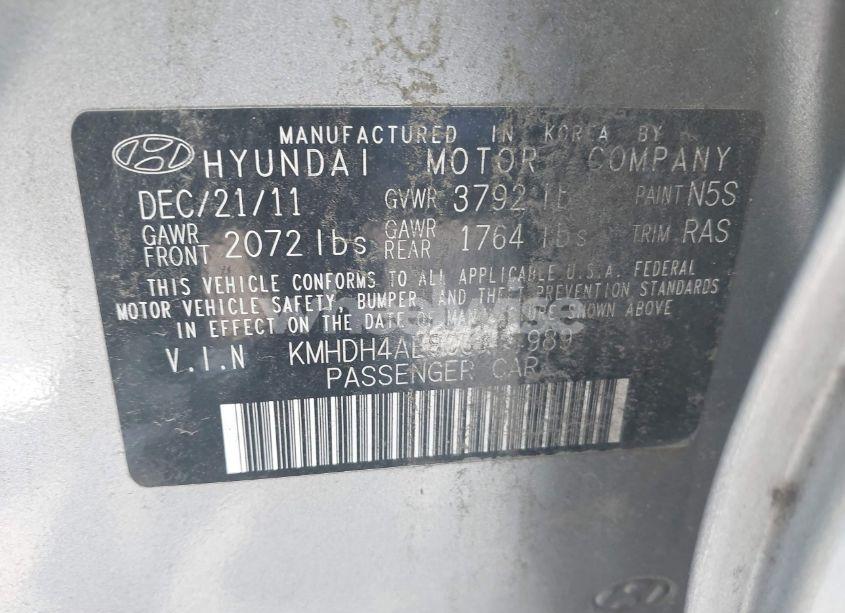 MANUFACTURED IN KOREA BY
HYUNDAI MOTOR COMPANY
DEC/21/11 GVWR 3792 lb PAINT N5S
GAWR FRONT 2072 lbs GAWR REAR 1764 lbs TRIM RAS
THIS VEHICLE CONFORMS TO ALL APPLICABLE U.S.A. FEDERAL
MOTOR VEHICLE SAFETY, BUMPER, AND THEFT PREVENTION STANDARDS
IN EFFECT ON THE DATE OF MANUFACTURE SHOWN ABOVE
V.I.N
PASSENGER CAR